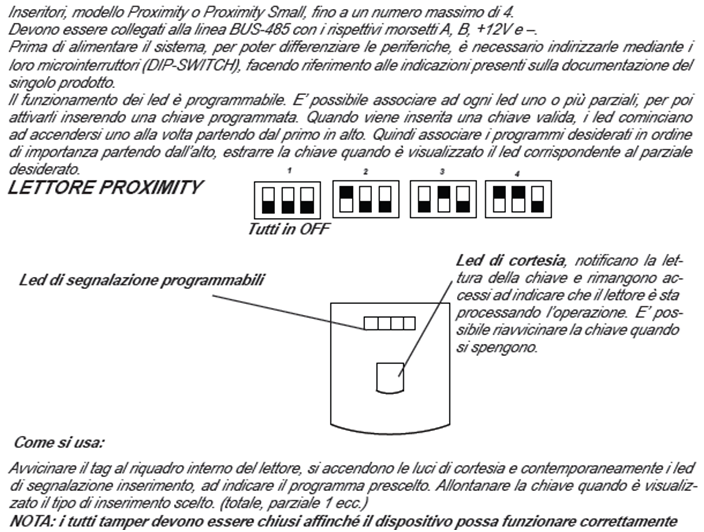 Inseritori, modello Proximity o Proximity Small, fino a un numero massimo di 4.
Devono essere collegati alla linea BUS-485 con i rispettivi morsetti A, B, +12V e –.
Prima di alimentare il sistema, per poter differenziare le periferiche, è necessario indirizzarle mediante i
loro microinterruttori (DIP-SWITCH), facendo riferimento alle indicazioni presenti sulla documentazione del
singolo prodotto.
Il funzionamento dei led è programmabile. E' possibile associare ad ogni led uno o più parziali, per poi
attivarli inserendo una chiave programmata. Quando viene inserita una chiave valida, i led cominciano
ad accendersi uno alla volta partendo dal primo in alto. Quindi associare i programmi desiderati in ordine
di importanza partendo dall'alto, estrarre la chiave quando è visualizzato il led corrispondente al parziale
desiderato.
LETTORE PROXIMITY
1 2 3 4
Tutti in OFF
Led di segnalazione programmabili
Led di cortesia, notificano la let-
tura della chiave e rimangono ac-
cessi ad indicare che il lettore è sta
processando l'operazione. E' pos-
sibile riavvicinare la chiave quando
si spengono.
Come si usa:
Avvicinare il tag al riquadro interno del lettore, si accendono le luci di cortesia e contemporaneamente i led
di segnalazione inserimento, ad indicare il programma prescelto. Allontanare la chiave quando è visualiz-
zato il tipo di inserimento scelto. (totale, parziale 1 ecc.)
NOTA: i tutti tamper devono essere chiusi affinché il dispositivo possa funzionare correttamente